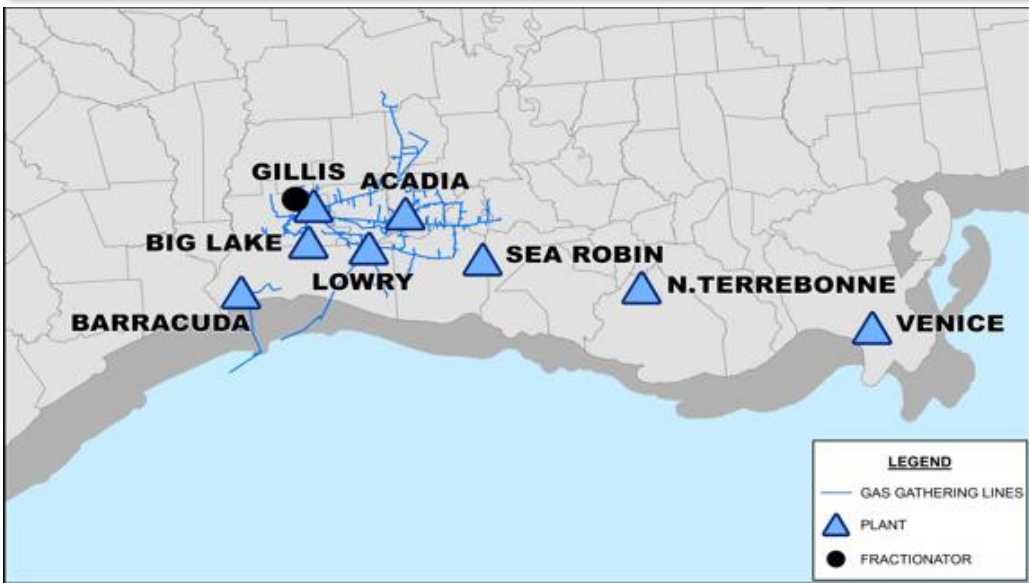 GILLIS
ACADIA
BIG LAKE
SEA ROBIN
LOWRY
N.TERREBONNE
BARRACUDA
VENICE
LEGEND
GAS GATHERING LINES
PLANT
FRACTIONATOR